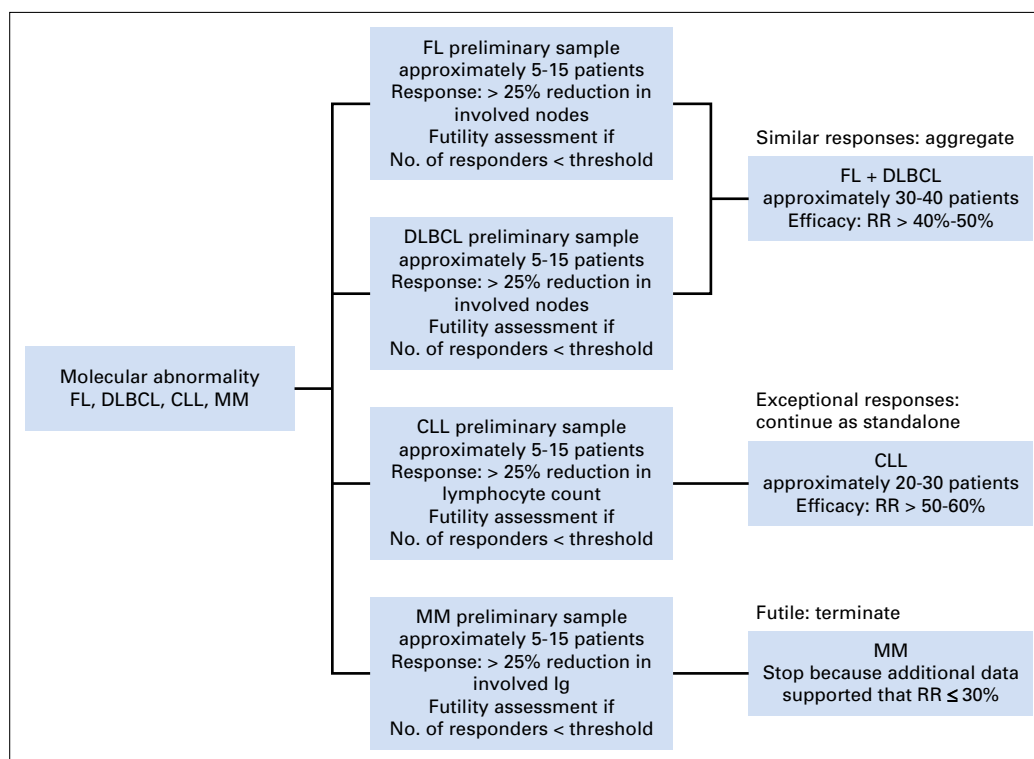 FL preliminary sample
approximately 5-15 patients
Response: > 25% reduction in
involved nodes
Futility assessment if
No. of responders < threshold
Similar responses: aggregate
FL + DLBCL
approximately 30-40 patients
Efficacy: RR > 40%-50%
DLBCL preliminary sample
approximately 5-15 patients
Response: > 25% reduction in
involved nodes
Futility assessment if
No. of responders < threshold
Molecular abnormality
FL, DLBCL, CLL, MM
CLL preliminary sample
approximately 5-15 patients
Response: > 25% reduction in
lymphocyte count
Futility assessment if
No. of responders < threshold
Exceptional responses:
continue as standalone
CLL
approximately 20-30 patients
Efficacy: RR > 50-60%
MM preliminary sample
approximately 5-15 patients
Response: > 25% reduction in
involved Ig
Futility assessment if
No. of responders < threshold
Futile: terminate
MM
Stop because additional data
supported that RR ≤ 30%